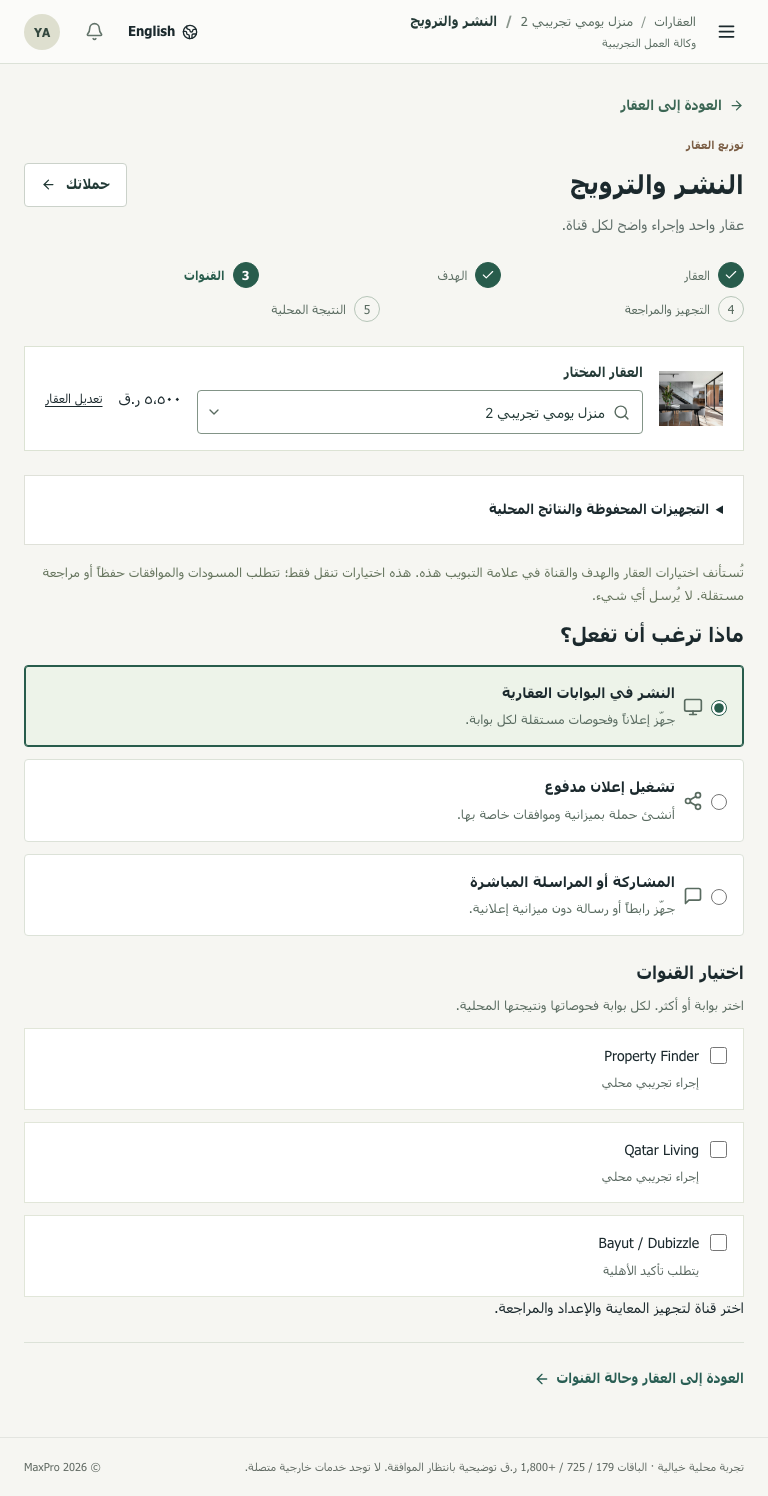 العقارات / منزل يومي تجريبي 2 / النشر والترويج
وكالة العمل التجريبية
English
YA
العودة إلى العقار
توزيع العقار
النشر والترويج
حملاتك
عقار واحد وإجراء واضح لكل قناة.
العقار
الهدف
3 القنوات
4 التجهيز والمراجعة
5 النتيجة المحلية
العقار المختار
منزل يومي تجريبي 2
٥،٥٠٠ ر.ق
تعديل العقار
التجهيزات المحفوظة والنتائج المحلية
تُستأنف اختيارات العقار والهدف والقناة في علامة التبويب هذه. هذه اختيارات تنقل فقط؛ تتطلب المسودات والموافقات حفظاً أو مراجعة
مستقلة. لا يُرسل أي شيء.
ماذا ترغب أن تفعل؟
النشر في البوابات العقارية
جهّز إعلاناً وفحوصات مستقلة لكل بوابة.
تشغيل إعلان مدفوع
أنشئ حملة بميزانية وموافقات خاصة بها.
المشاركة أو المراسلة المباشرة
جهّز رابطاً أو رسالة دون ميزانية إعلانية.
اختيار القنوات
اختر بوابة أو أكثر. لكل بوابة فحوصاتها ونتيجتها المحلية.
Property Finder
إجراء تجريبي محلي
Qatar Living
إجراء تجريبي محلي
Bayut / Dubizzle
يتطلب تأكيد الأهلية
اختر قناة لتجهيز المعاينة والإعداد والمراجعة.
العودة إلى العقار وحالة القنوات
تجربة محلية خيالية · الباقات 179 / 725 / +1,800 ر.ق توضيحية بانتظار الموافقة. لا توجد خدمات خارجية متصلة.
© 2026 MaxPro